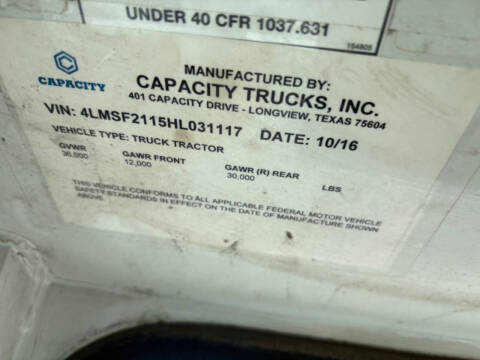 UNDER 40 CFR 1037.631
154805
CAPACITY
MANUFACTURED BY:
CAPACITY TRUCKS, INC.
401 CAPACITY DRIVE - LONGVIEW, TEXAS 75604
VIN: 4LMSF2115HL031117 DATE: 10/16
VEHICLE TYPE: TRUCK TRACTOR
GVWR GAWR FRONT GAWR (R) REAR
36,000 12,000 30,000 LBS
THIS VEHICLE CONFORMS TO ALL APPLICABLE FEDERAL MOTOR VEHICLE
SAFETY STANDARDS IN EFFECT ON THE DATE OF MANUFACTURE SHOWN
ABOVE